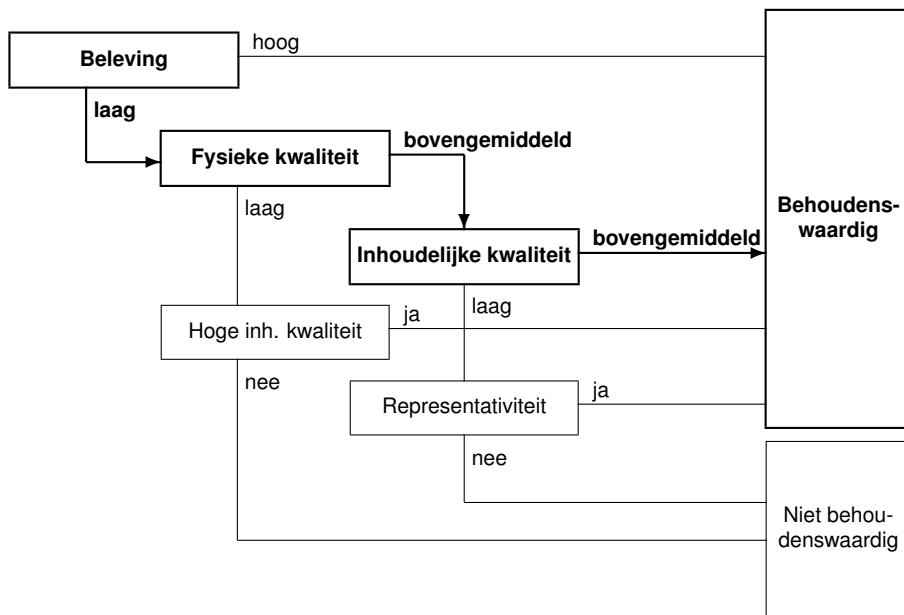 hoog
Beleving
laag
bovengemiddeld
Fysieke kwaliteit
laag
Behoudens-
waardig
bovengemiddeld
Inhoudelijke kwaliteit
laag
ja
Hoge inh. kwaliteit
nee
ja
Representativiteit
nee
Niet behou-
denswaardig